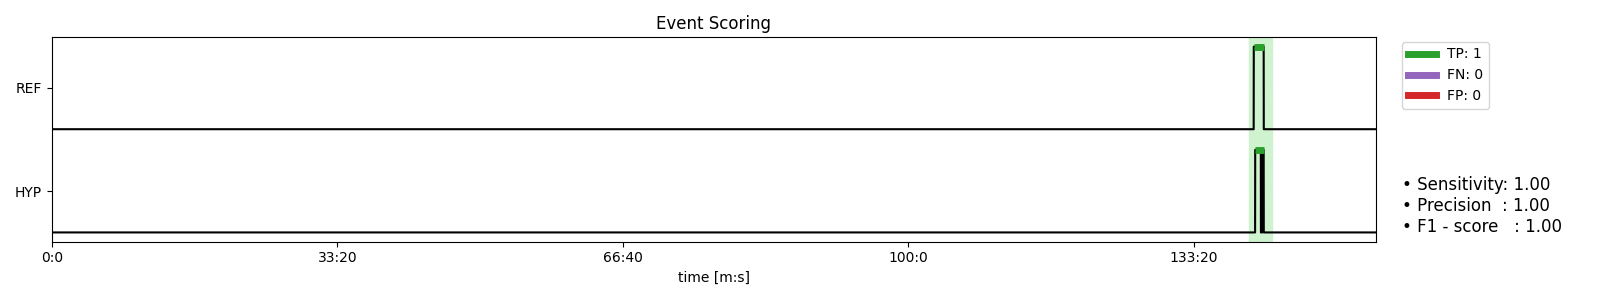 Event Scoring
REF
HYP
0:0
33:20
66:40
100:0
133:20
time [m:s]
TP: 1
FN: 0
FP: 0
• Sensitivity: 1.00
• Precision : 1.00
• F1 - score : 1.00